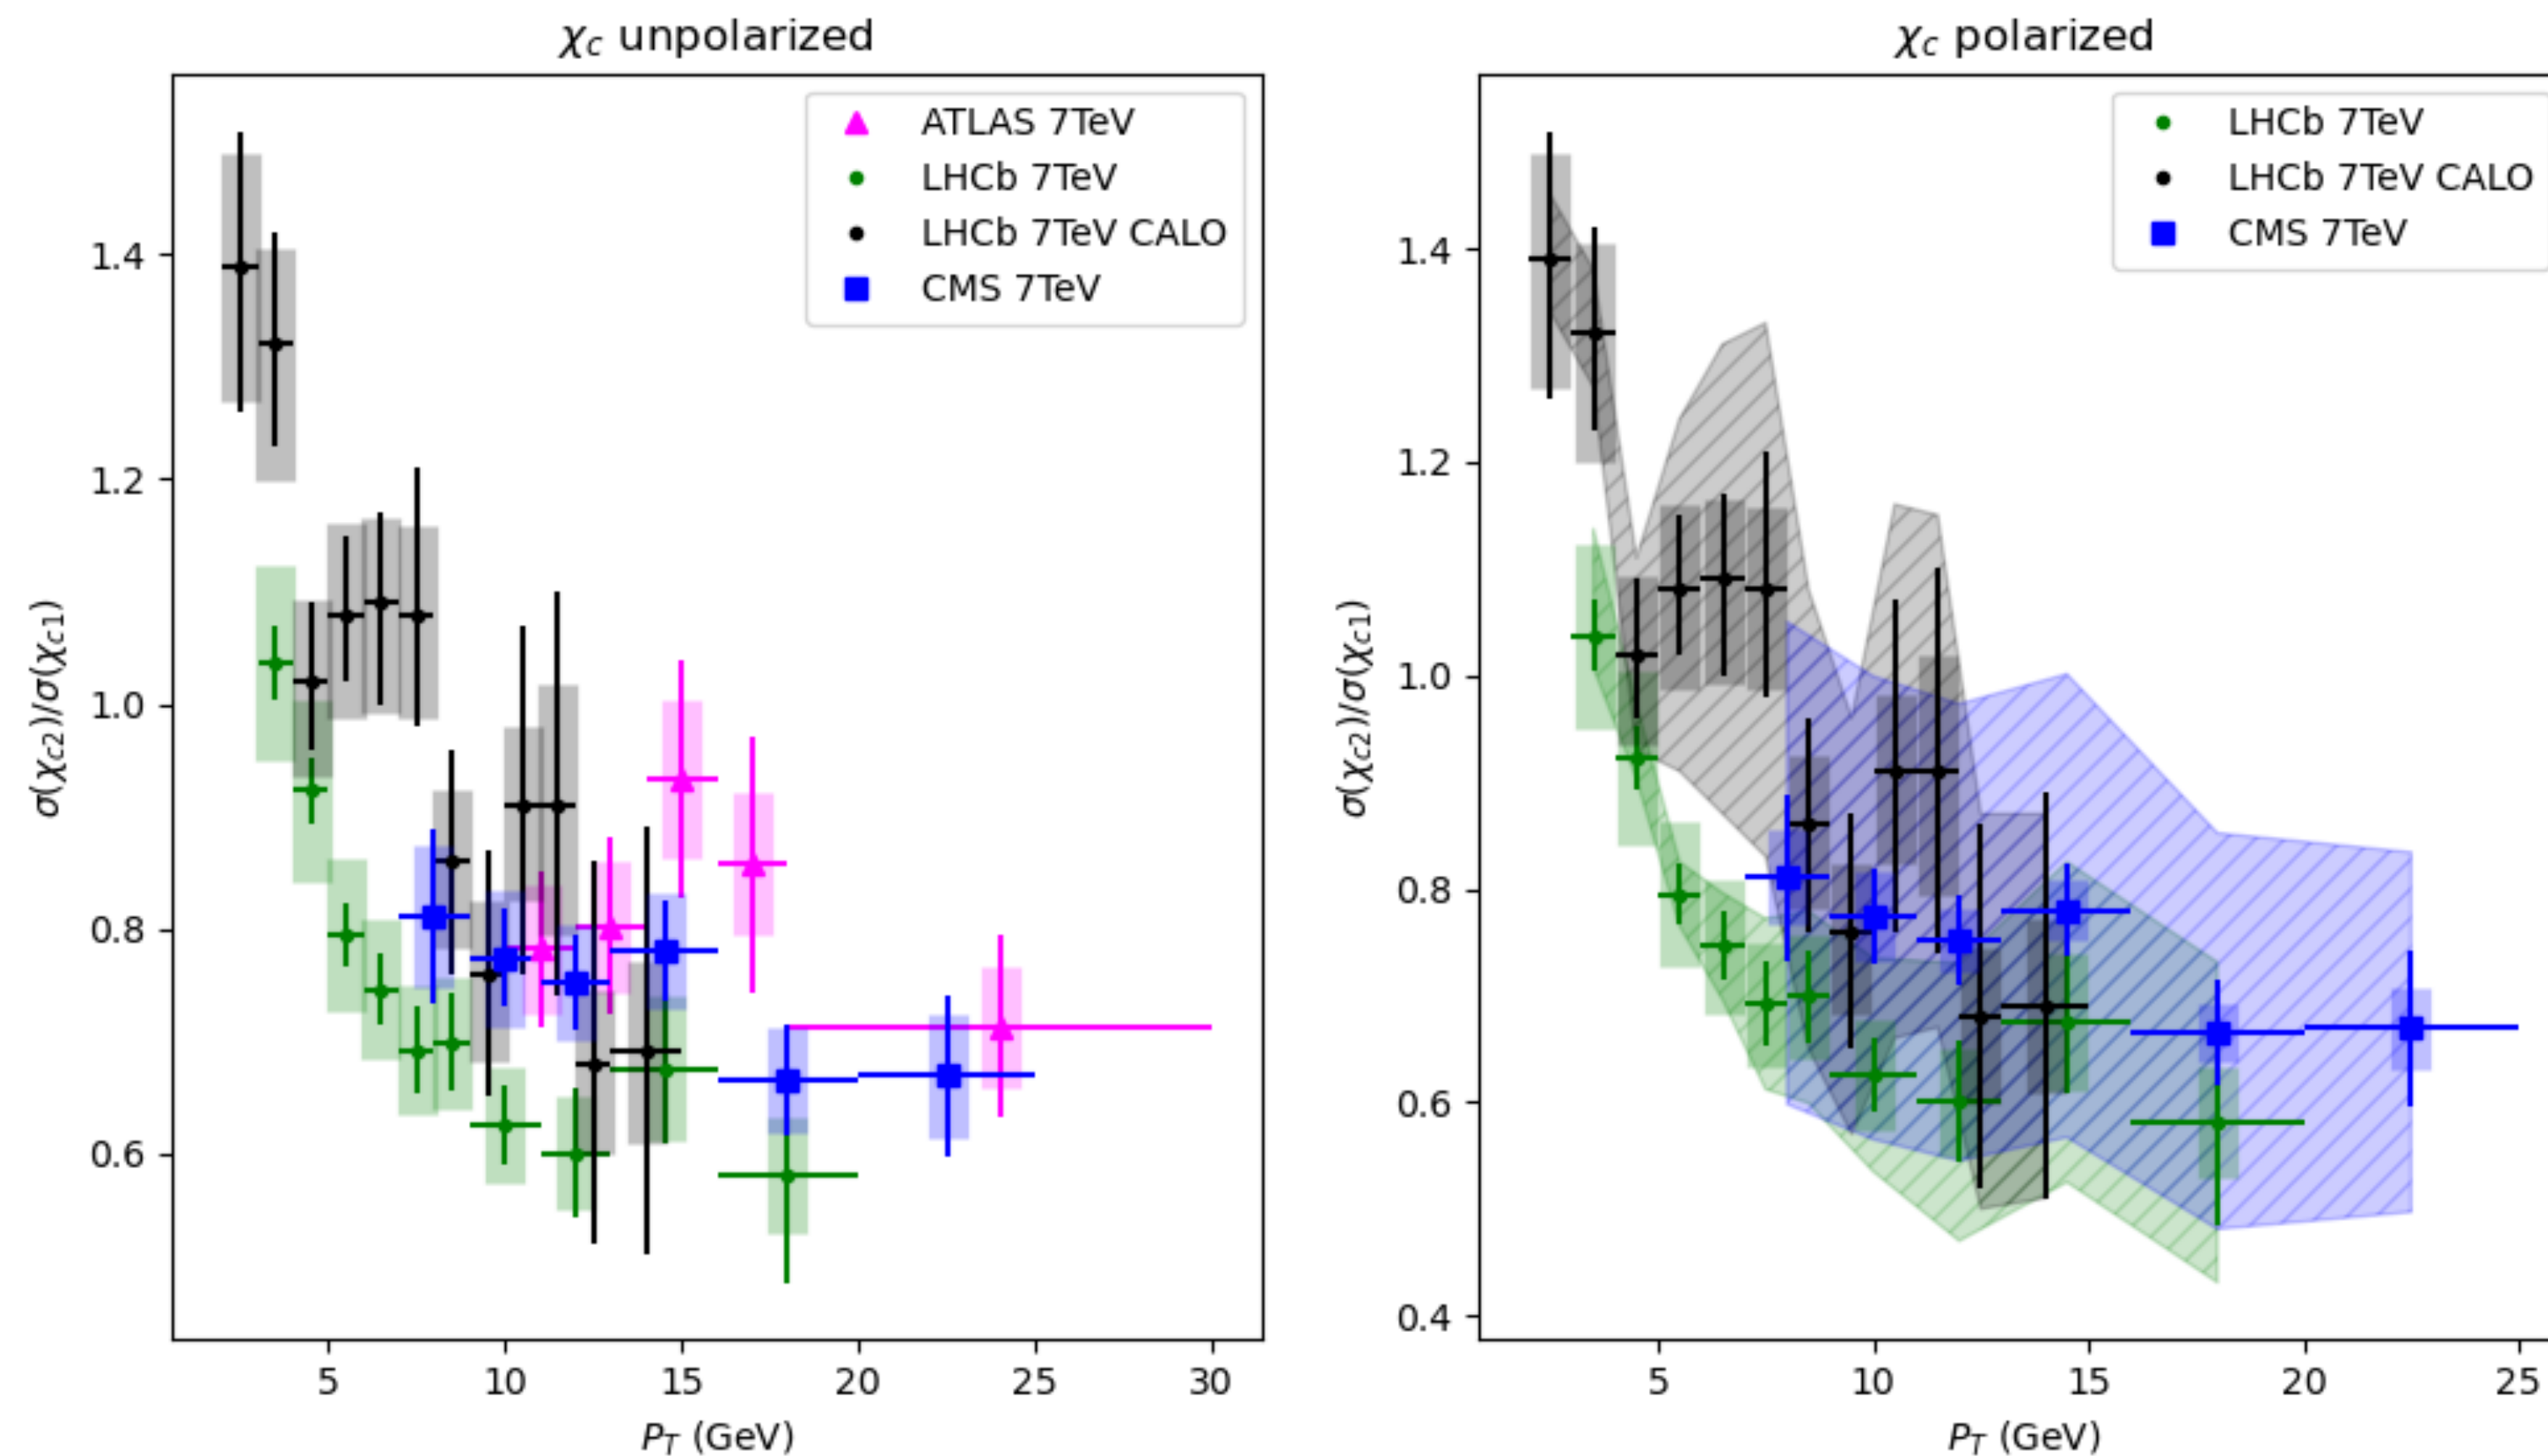 χc unpolarized
ATLAS 7TeV
LHCb 7TeV
LHCb 7TeV CALO
CMS 7TeV
1.4
1.2
1.0
0.8
0.6
σ(χc2)/σ(χc1)
5 10 15 20 25 30
PT (GeV)
χc polarized
LHCb 7TeV
LHCb 7TeV CALO
CMS 7TeV
1.4
1.2
1.0
0.8
0.6
0.4
σ(χc2)/σ(χc1)
5 10 15 20 25
PT (GeV)